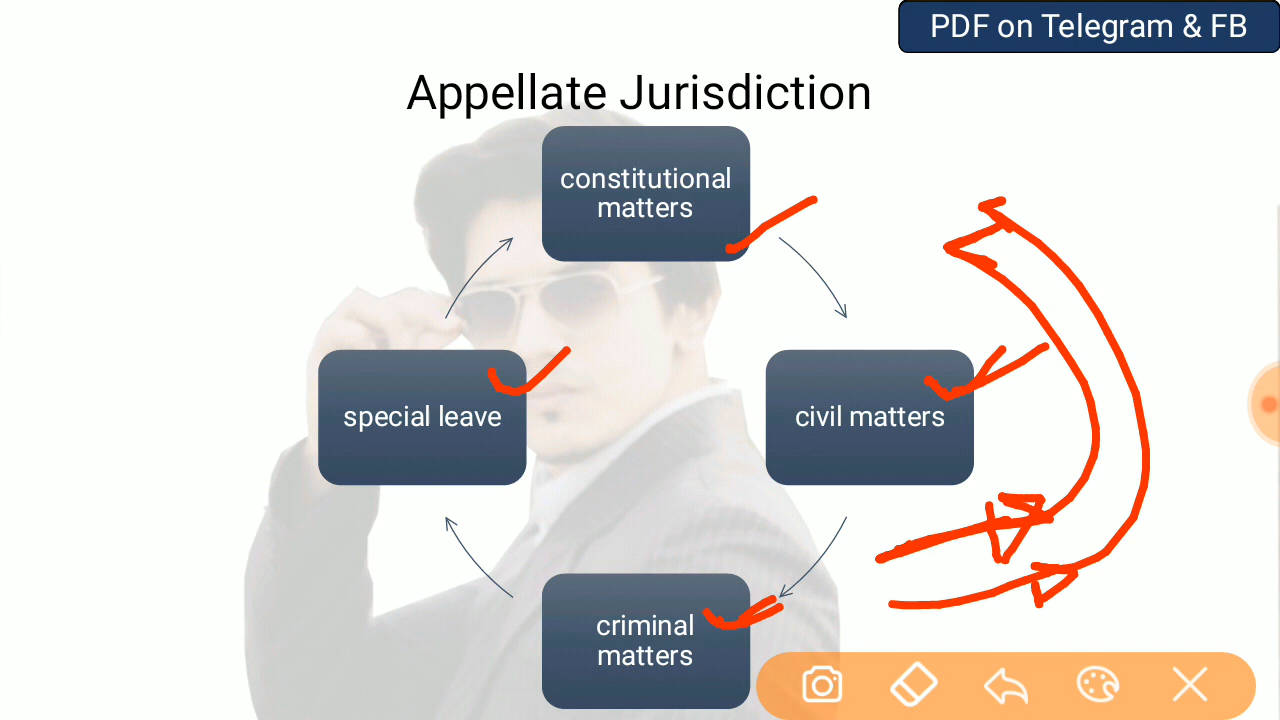 PDF on Telegram & FB
Appellate Jurisdiction
constitutional
matters
special leave
civil matters
criminal
matters